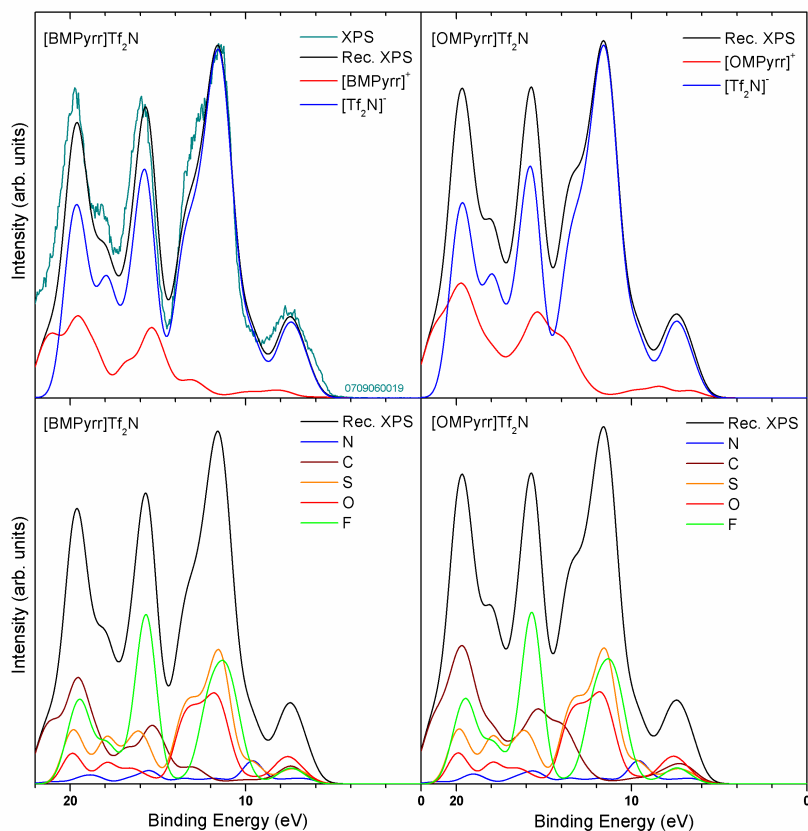 [BMPyrr]Tf₂N
XPS
Rec. XPS
[BMPyrr]⁺
[Tf₂N]⁻
0709060019
Intensity (arb. units)
[OMPyrr]Tf₂N
Rec. XPS
[OMPyrr]⁺
[Tf₂N]⁻
[BMPyrr]Tf₂N
Rec. XPS
N
C
S
O
F
Intensity (arb. units)
20 10 0
Binding Energy (eV)
[OMPyrr]Tf₂N
Rec. XPS
N
C
S
O
F
20 10 0
Binding Energy (eV)